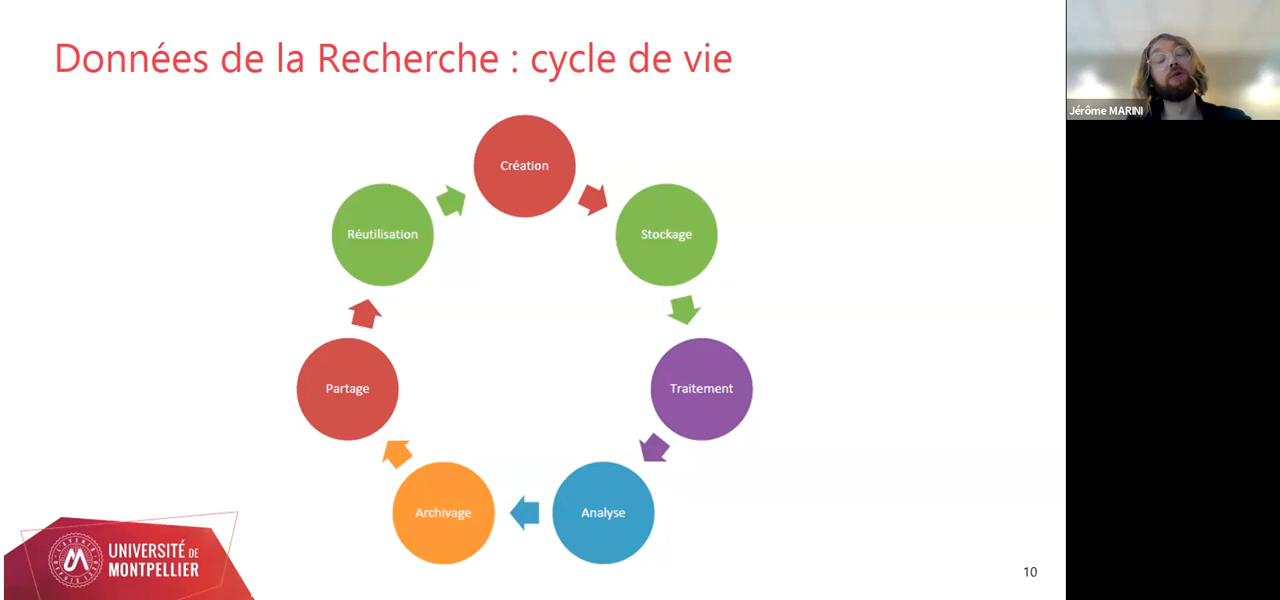 Données de la Recherche : cycle de vie
Jérôme MARINI
Création
Réutilisation
Stockage
Partage
Traitement
Archivage
Analyse
UNIVERSITÉ DE
MONTPELLIER
10